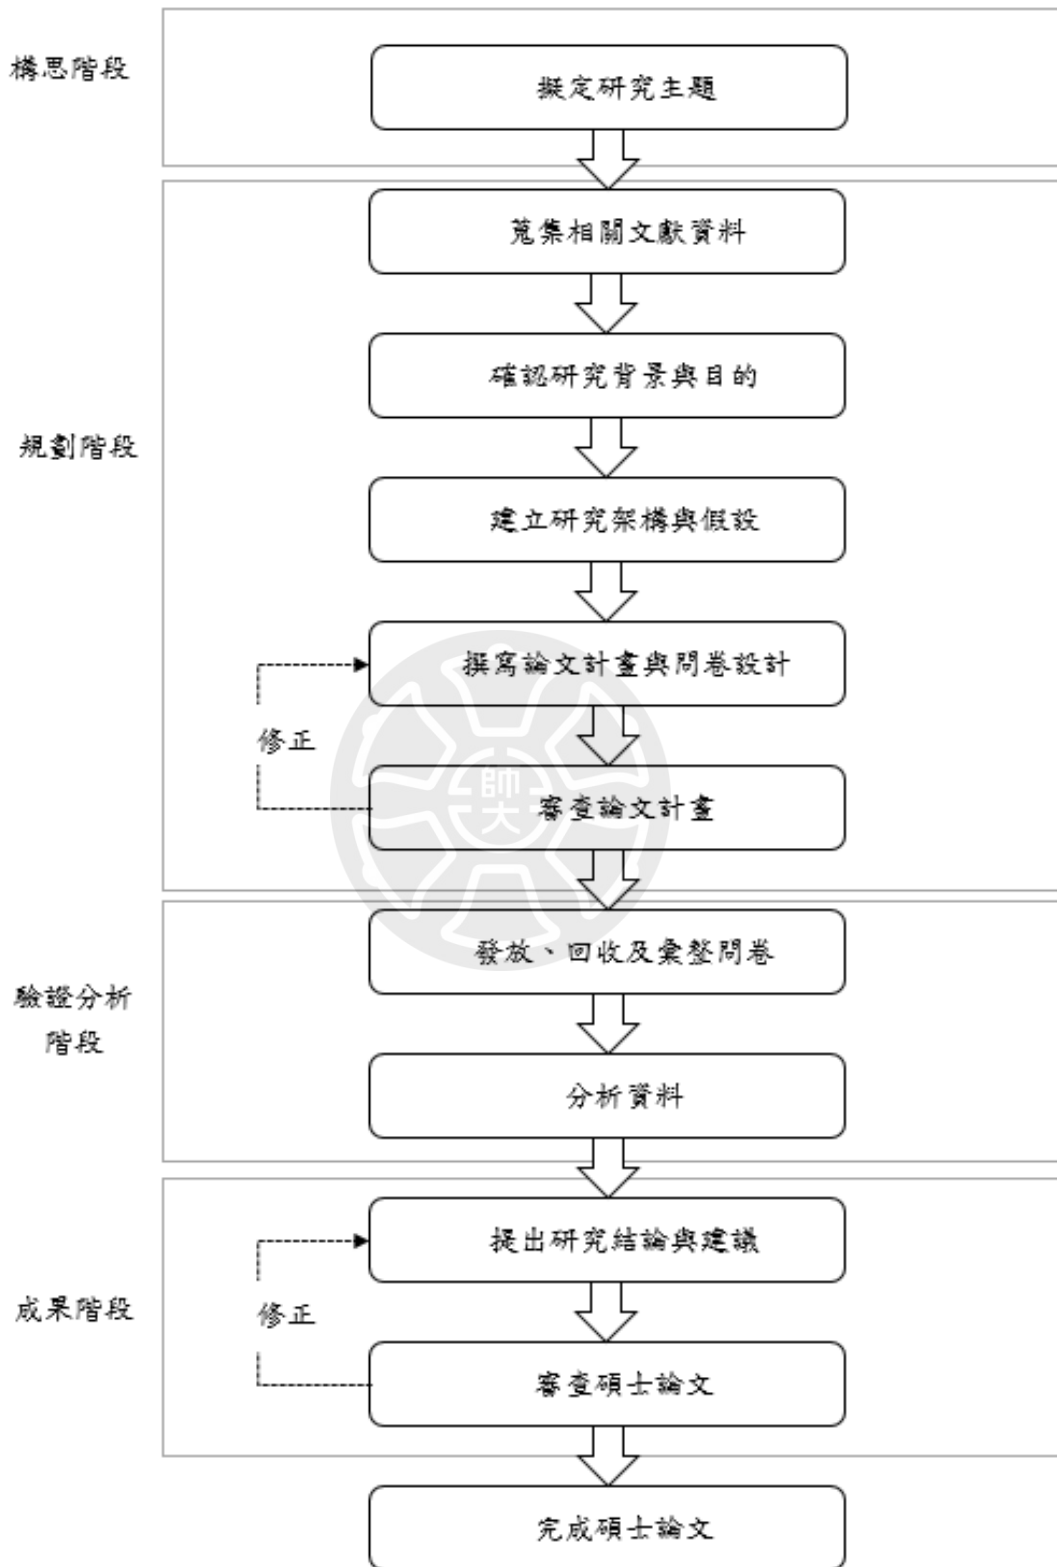 構思階段
擬定研究主題
蒐集相關文獻資料
確認研究背景與目的
規劃階段
建立研究架構與假設
撰寫論文計畫與問卷設計
修正
審查論文計畫
師大
發放、回收及彙整問卷
驗證分析
階段
分析資料
提出研究結論與建議
成果階段
修正
審查碩士論文
完成碩士論文